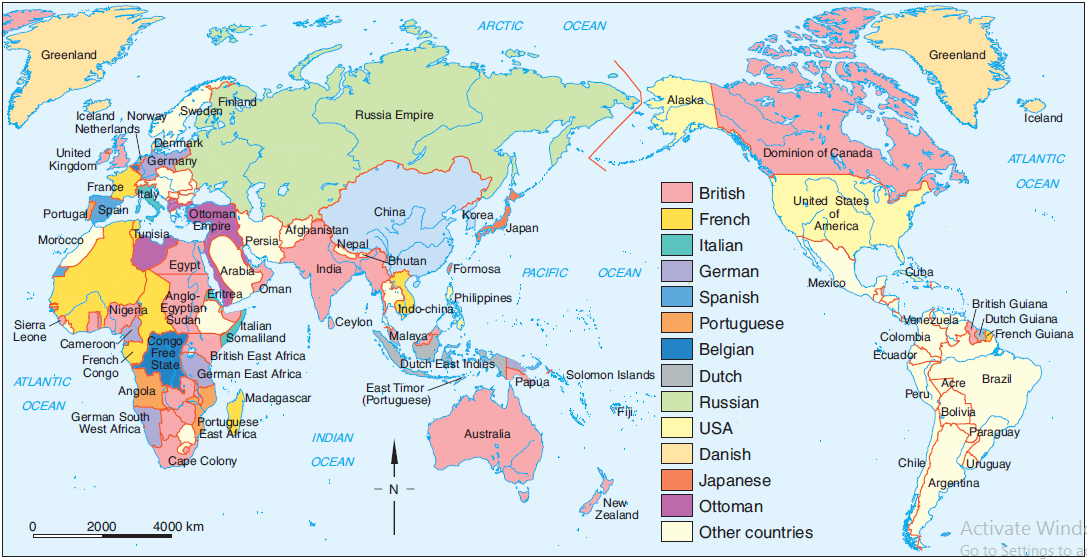 ARCTIC OCEAN
Greenland
Greenland
Iceland
Norway
Sweden
Finland
Netherlands
Denmark
United
Kingdom
Germany
France
Italy
Portugal
Spain
Russia Empire
Alaska
Dominion of Canada
Iceland
ATLANTIC
OCEAN
United States
of
America
Ottoman
Empire
Morocco
Tunisia
Persia
Afghanistan
China
Korea
Japan
Nepal
Bhutan
Egypt
Arabia
Oman
India
Formosa
PACIFIC OCEAN
Mexico
Cuba
Anglo-
Egyptian
Sudan
Eritrea
Nigeria
Sierra
Leone
Cameroon
French
Congo
Congo
Free
State
Italian
Somaliland
British East Africa
German East Africa
Ceylon
Indo-china
Philippines
Malaya
Dutch East Indies
East Timor
(Portuguese)
Papua
Solomon Islands
Fiji
British Guiana
Dutch Guiana
French Guiana
Venezuela
Colombia
Ecuador
Peru
Acre
Brazil
Bolivia
Paraguay
Chile
Uruguay
Argentina
ATLANTIC
OCEAN
Angola
Madagascar
German South
West Africa
Portuguese
East Africa
Cape Colony
INDIAN
OCEAN
Australia
New
Zealand
N
0 2000 4000 km
British
French
Italian
German
Spanish
Portuguese
Belgian
Dutch
Russian
USA
Danish
Japanese
Ottoman
Other countries
Activate Wind
Go to Settings to a